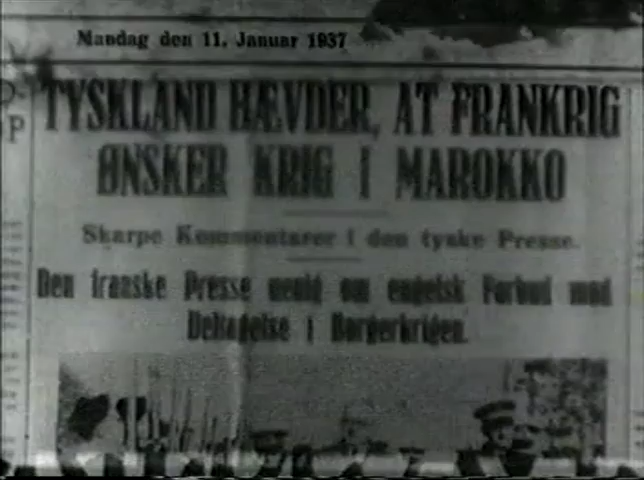 Mandag den 11. Januar 1937
TYSKLAND HÆVDER, AT FRANKRIG
ØNSKER KRIG I MAROKKO
Skarpe Kommentarer i den tyske Presse.
Den franske Presse uenig om engelsk Forbud mod
Deltagelse i Borgerkrigen.